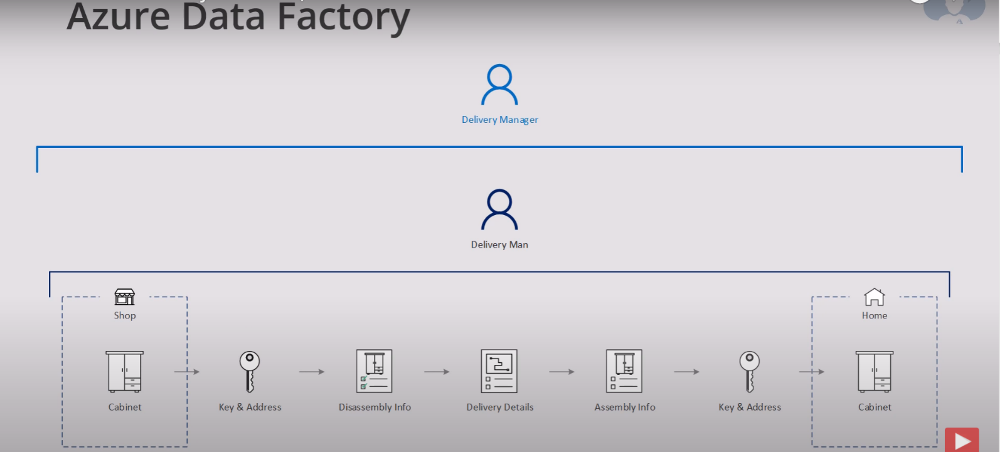 Azure Data Factory
Delivery Manager
Delivery Man
Shop
Home
Cabinet
Key & Address
Disassembly Info
Delivery Details
Assembly Info
Key & Address
Cabinet